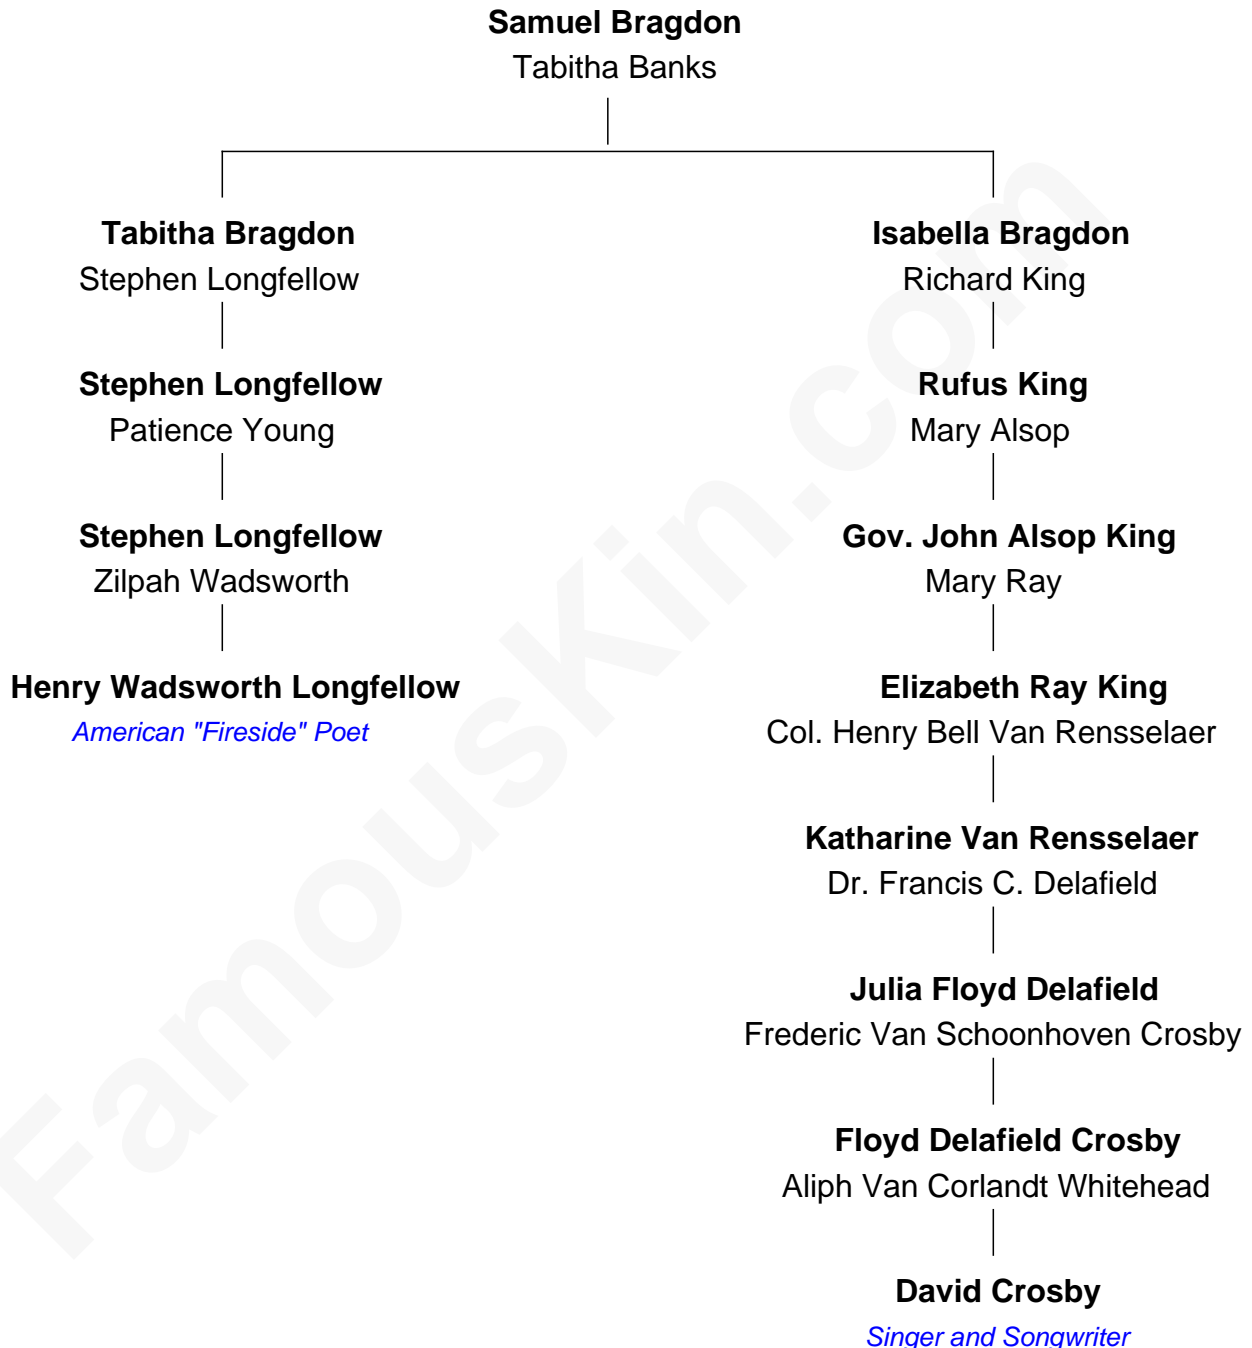 Samuel Bragdon
Tabitha Banks
Tabitha Bragdon
Stephen Longfellow
Isabella Bragdon
Richard King
Stephen Longfellow
Patience Young
Rufus King
Mary Alsop
Stephen Longfellow
Zilpah Wadsworth
Gov. John Alsop King
Mary Ray
Henry Wadsworth Longfellow
American "Fireside" Poet
Elizabeth Ray King
Col. Henry Bell Van Rensselaer
Katharine Van Rensselaer
Dr. Francis C. Delafield
Julia Floyd Delafield
Frederic Van Schoonhoven Crosby
Floyd Delafield Crosby
Aliph Van Corlandt Whitehead
David Crosby
Singer and Songwriter
FamousKin.com